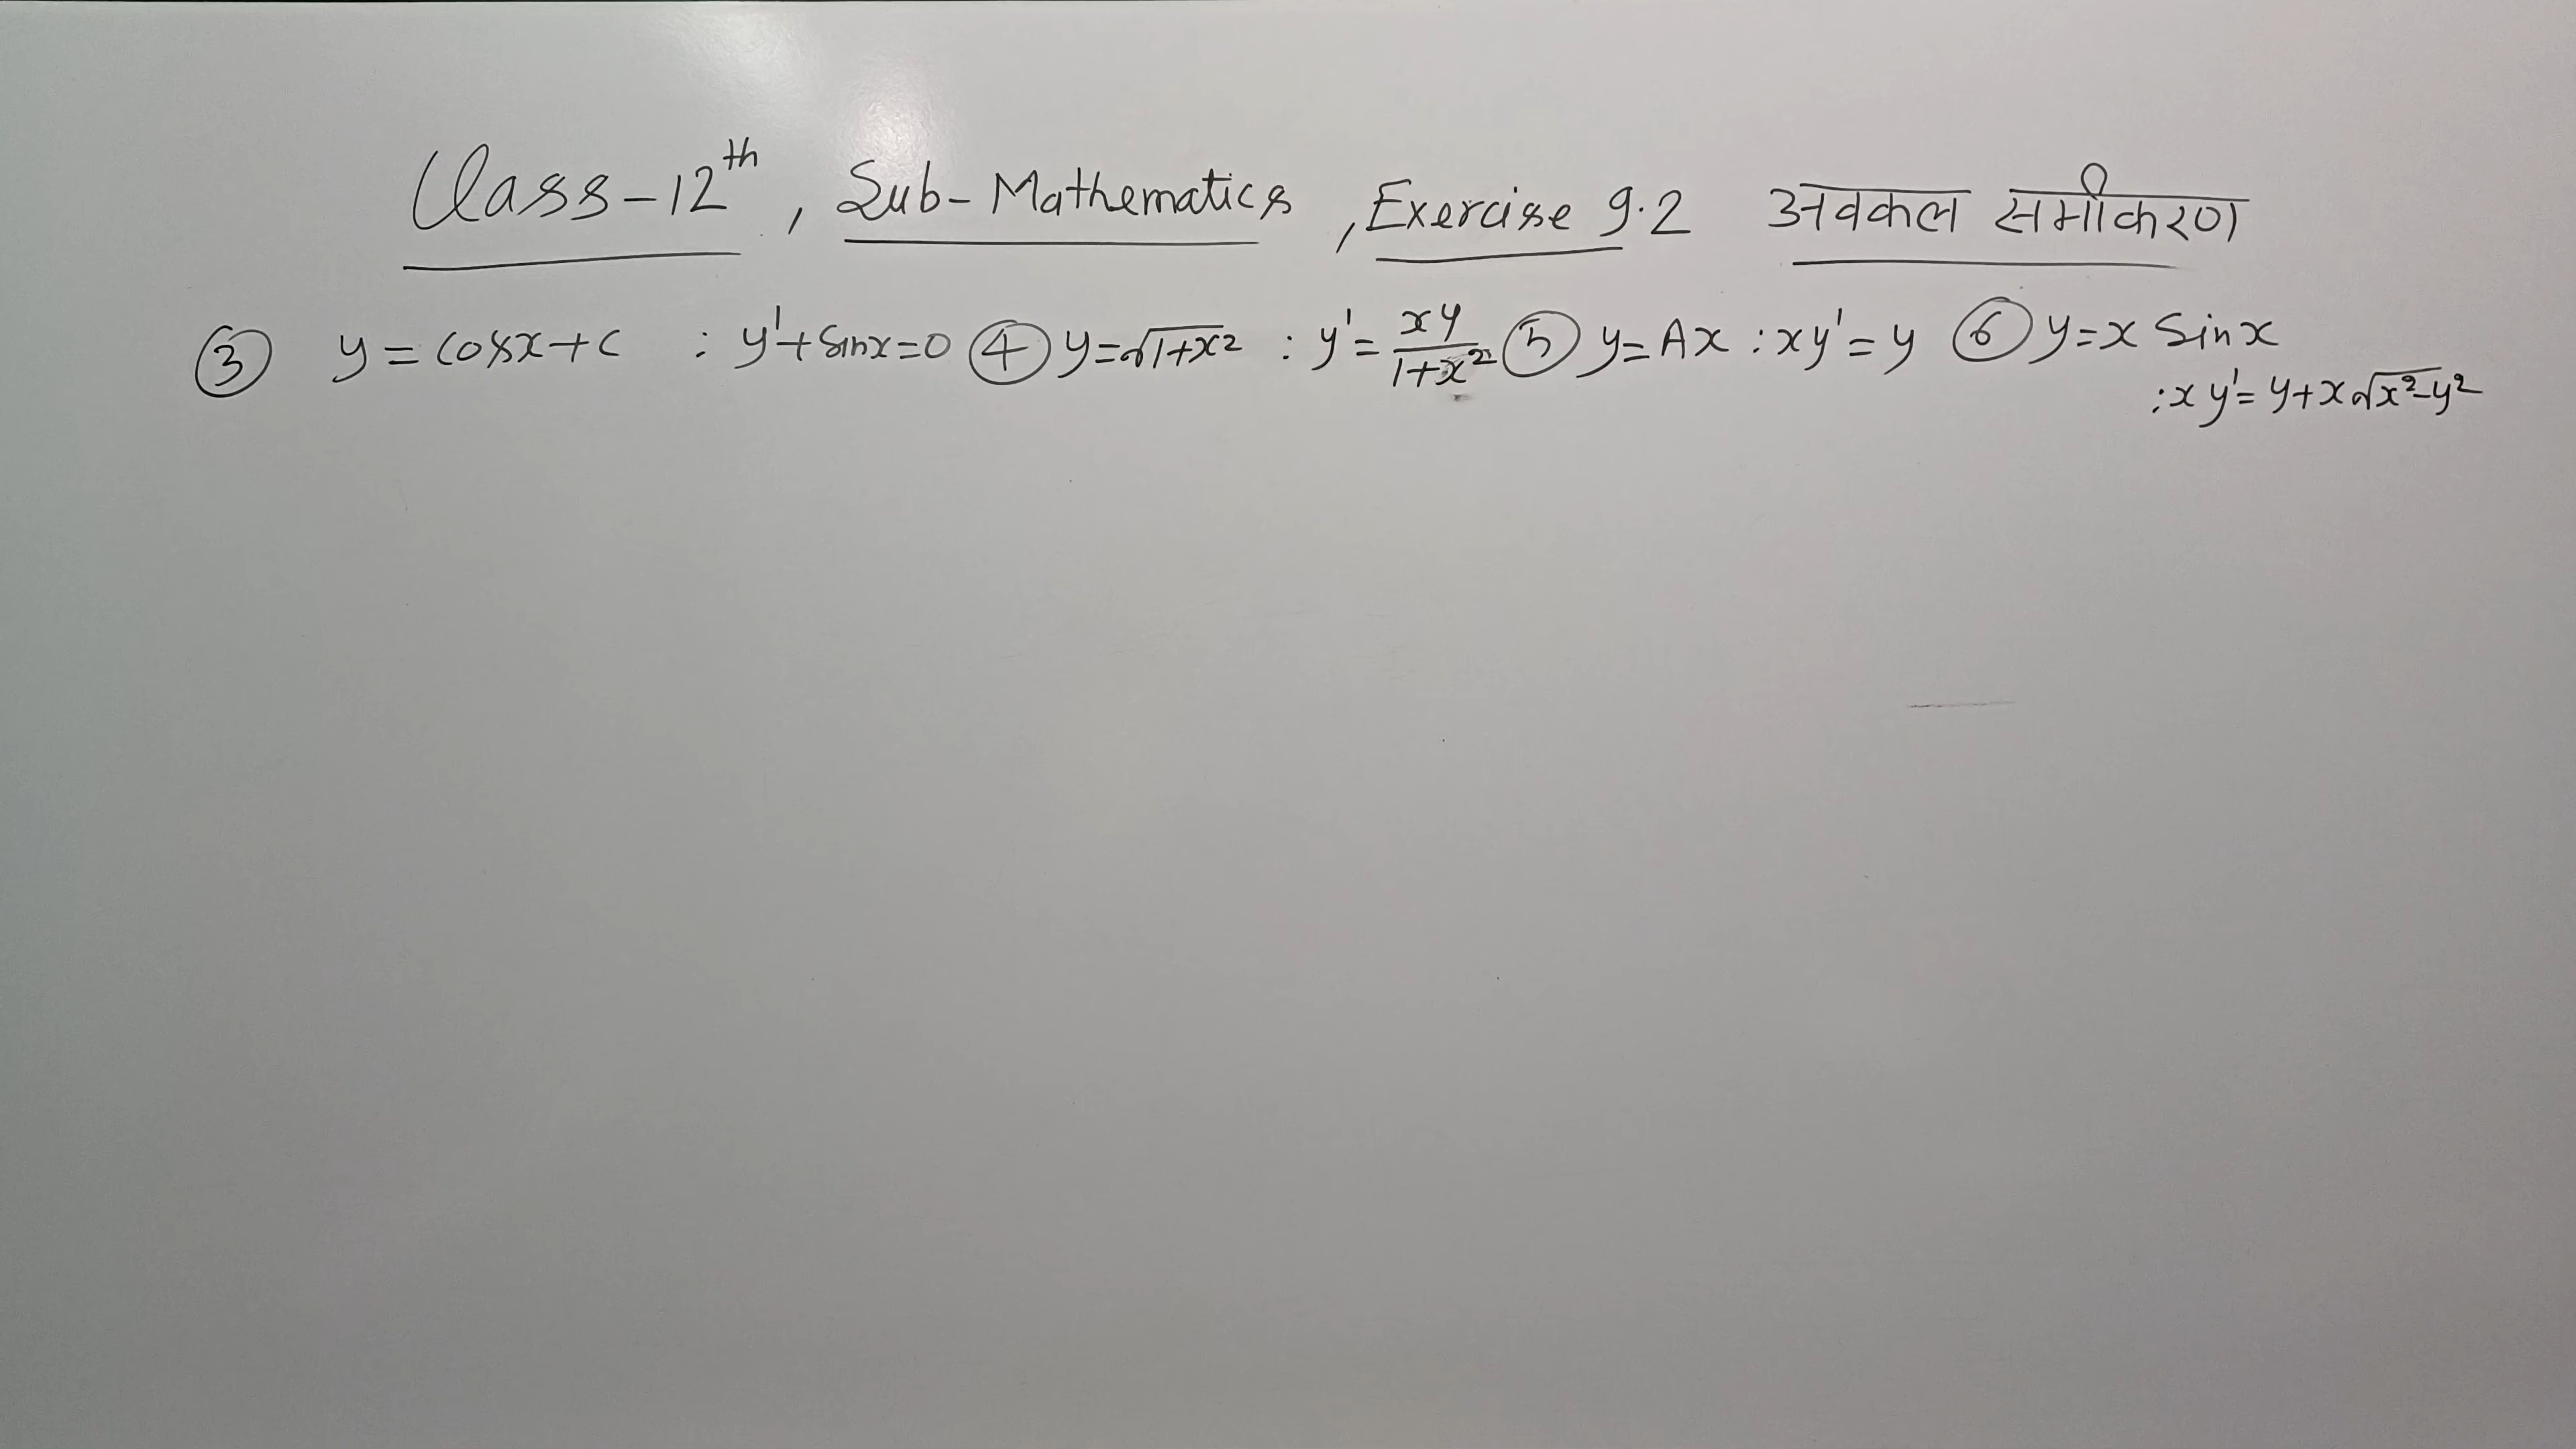 Class-12th, Sub-Mathematics, Exercise 9.2 अवकल समीकरण
③ y = cosx+c : y'+sinx=0 ④ y=√1+x² : y'= xy/1+x² ⑤ y=Ax : xy'=y ⑥ y=x Sinx
: x y'= y+x√x²-y²